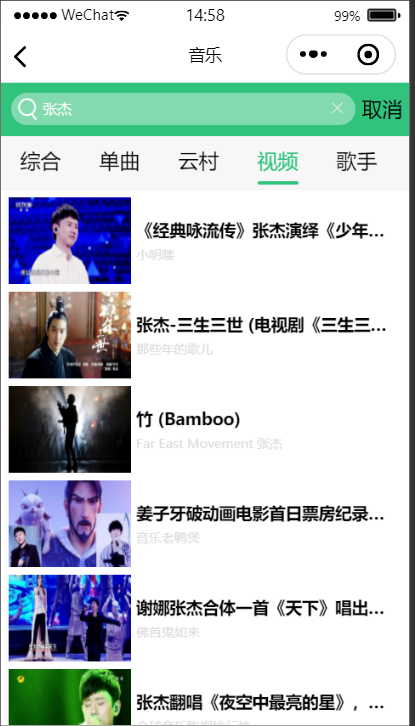 WeChat 14:58 99%
音乐
张杰 取消
综合 单曲 云村 视频 歌手
《经典咏流传》张杰演绎《少年...
小明喽
张杰-三生三世 (电视剧《三生三...
那些年的歌儿
竹 (Bamboo)
Far East Movement 张杰
姜子牙破动画电影首日票房纪录...
音乐老鸭煲
谢娜张杰合体一首《天下》唱出...
佛首鬼如来
张杰翻唱《夜空中最亮的星》，...